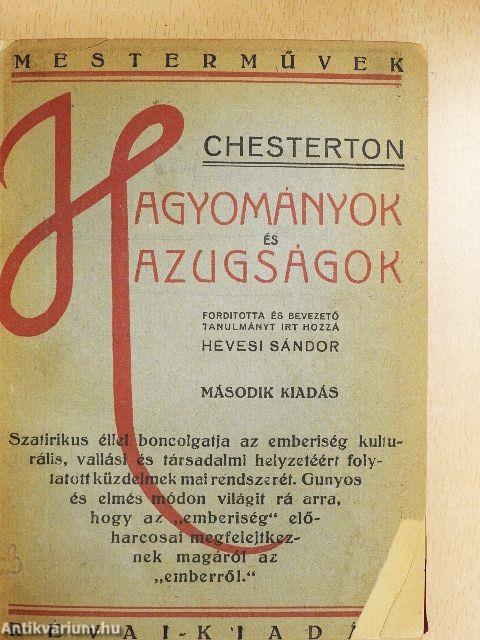 MESTERMŰVEK
CHESTERTON
HAGYOMÁNYOK
ÉS
HAZUGSÁGOK
FORDITOTTA ÉS BEVEZETŐ
TANULMÁNYT IRT HOZZÁ
HEVESI SÁNDOR
MÁSODIK KIADÁS
Szatirikus éllel boncolgatja az emberiség kultu-
rális, vallási és társadalmi helyzetéért foly-
tatott küzdelmek mai rendszerét. Gunyos
és elmés módon világit rá arra,
hogy az „emberiség" elő-
harcosai megfelejtkez-
nek magáról az
„emberről."
Antikvárium.hu